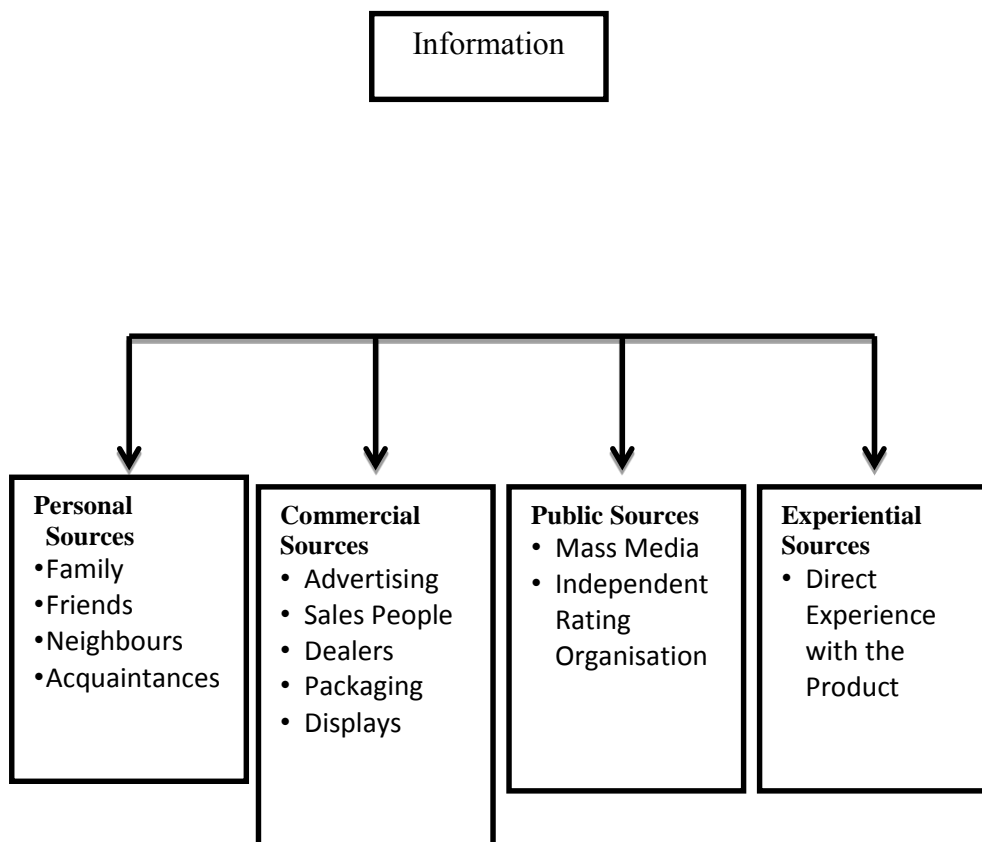 Information
Personal
Sources
•Family
•Friends
•Neighbours
•Acquaintances
Commercial
Sources
• Advertising
• Sales People
• Dealers
• Packaging
• Displays
Public Sources
• Mass Media
• Independent
Rating
Organisation
Experiential
Sources
• Direct
Experience
with the
Product